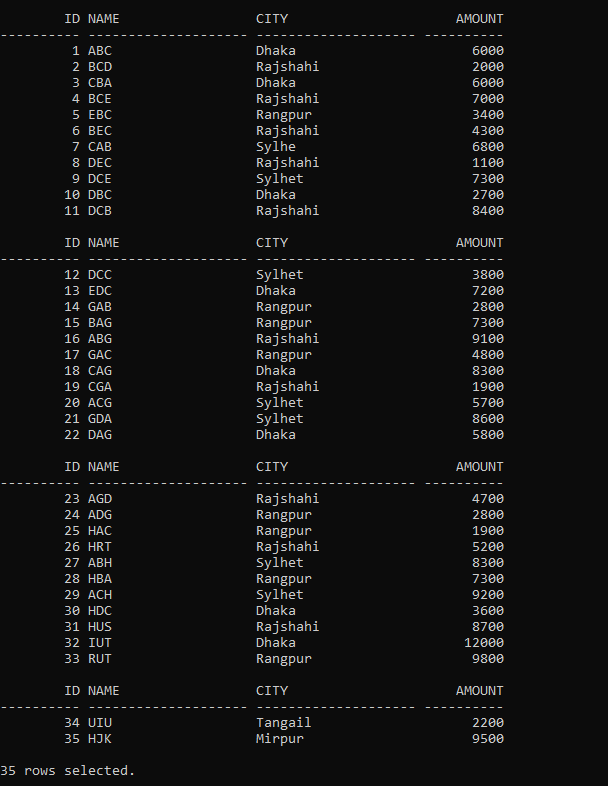 ID NAME                 CITY                     AMOUNT
---------- -------------------- -------------------- ----------
         1 ABC                  Dhaka                      6000
         2 BCD                  Rajshahi                   2000
         3 CBA                  Dhaka                      6000
         4 BCE                  Rajshahi                   7000
         5 EBC                  Rangpur                    3400
         6 BEC                  Rajshahi                   4300
         7 CAB                  Sylhe                      6800
         8 DEC                  Rajshahi                   1100
         9 DCE                  Sylhet                     7300
        10 DBC                  Dhaka                      2700
        11 DCB                  Rajshahi                   8400

        ID NAME                 CITY                     AMOUNT
---------- -------------------- -------------------- ----------
        12 DCC                  Sylhet                     3800
        13 EDC                  Dhaka                      7200
        14 GAB                  Rangpur                    2800
        15 BAG                  Rangpur                    7300
        16 ABG                  Rajshahi                   9100
        17 GAC                  Rangpur                    4800
        18 CAG                  Dhaka                      8300
        19 CGA                  Rajshahi                   1900
        20 ACG                  Sylhet                     5700
        21 GDA                  Sylhet                     8600
        22 DAG                  Dhaka                      5800

        ID NAME                 CITY                     AMOUNT
---------- -------------------- -------------------- ----------
        23 AGD                  Rajshahi                   4700
        24 ADG                  Rangpur                    2800
        25 HAC                  Rangpur                    1900
        26 HRT                  Rajshahi                   5200
        27 ABH                  Sylhet                     8300
        28 HBA                  Rangpur                    7300
        29 ACH                  Sylhet                     9200
        30 HDC                  Dhaka                      3600
        31 HUS                  Rajshahi                   8700
        32 IUT                  Dhaka                     12000
        33 RUT                  Rangpur                    9800

        ID NAME                 CITY                     AMOUNT
---------- -------------------- -------------------- ----------
        34 UIU                  Tangail                    2200
        35 HJK                  Mirpur                     9500

35 rows selected.